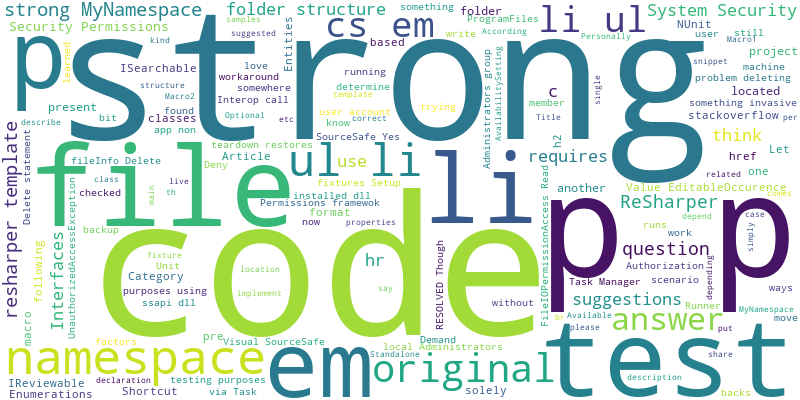 strong MyNamespace
folder structure
cs em
li ul
System Security
Security Permissions
samples
suggested
kind
ISearchable
love
based
workaround
somewhere
running
Interop call
determine
structure
Macro2
found
Optional
app non
p
strong
Entities
something
folder
ProgramFiles
According
Personally
write
NUnit
user
still
Macro1
project
machine
snippet
problem deleting
located
something invasive
stackoverflow
per
Administrators group
AvailabilitySetting
single
c
member
Title
template
user account
trying
know
correct
SourceSafe Yes
learned
describe
present
bit
classes
etc
teardown restores
Article
h2
Deny
requires
think
href
related
one
Let
resharper template
Delete statement
fileInfo Delete
class
live
th
main
checked
UnauthorizedAccessException
Interfaces
following
backup
file
ul li
use
fixtures Setup
installed dll
format
Permissions framewok
now
properties
li
another
Value EditableOccurence
ReSharper
comes
runs
depend
work
case
simply
question
Authorization
scenario
depending
ways
Task Manager
MyNamespace
move
suggestions
Available
Runner
please
br
put
answer
share
description
backs
code
pp
hr
fixture
Unit
location
implement
say
Category
purposes using
ssapi dll
without
RESOLVED Though
FileIOPermissionAccess Read
Demand
local Administrators
Standalone
macro
factors
pre
Visual SourceSafe
namespace
em
original
test
IReviewable
Enumerations
declaration
Shortcut
testing purposes
via Task
solely